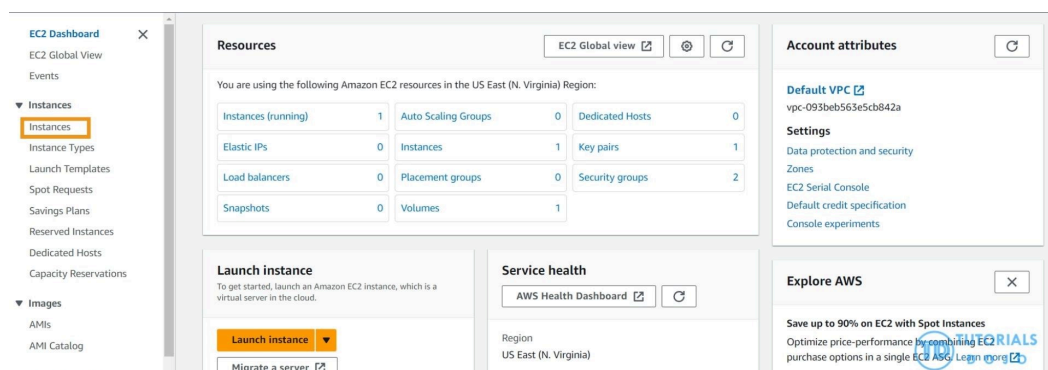 EC2 Dashboard
EC2 Global View
Events
Instances
Instances
Instance Types
Launch Templates
Spot Requests
Savings Plans
Reserved Instances
Dedicated Hosts
Capacity Reservations
Images
AMIs
AMI Catalog
Resources
EC2 Global view
You are using the following Amazon EC2 resources in the US East (N. Virginia) Region:
Instances (running) 1 Auto Scaling Groups 0 Dedicated Hosts 0
Elastic IPs 0 Instances 1 Key pairs 1
Load balancers 0 Placement groups 0 Security groups 2
Snapshots 0 Volumes 1
Launch instance
To get started, launch an Amazon EC2 instance, which is a
virtual server in the cloud.
Launch instance
Migrate a server
Service health
AWS Health Dashboard
Region
US East (N. Virginia)
Account attributes
Default VPC
vpc-093beb563e5cb842a
Settings
Data protection and security
Zones
EC2 Serial Console
Default credit specification
Console experiments
Explore AWS
Save up to 90% on EC2 with Spot Instances
Optimize price-performance by combining EC2
purchase options in a single EC2 ASG. Learn more
TD TUTORIALS
DOJO